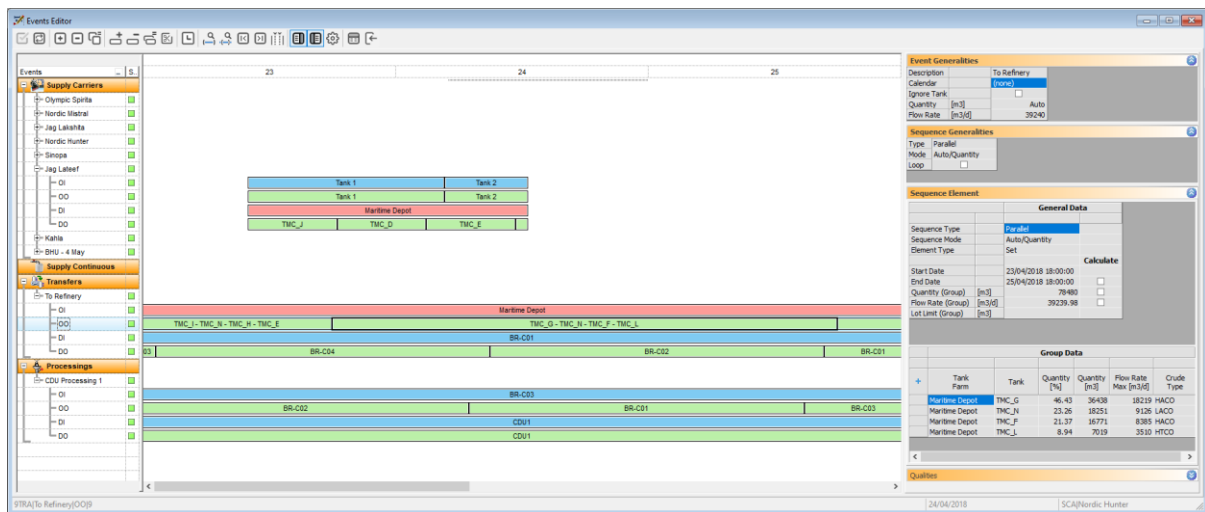 Events Editor
Events ... S..
23 24 25
Supply Carriers
Olympic Spirita
Nordic Mistral
Jag Lakshita
Nordic Hunter
Sinopa
Jag Lateef
OI Tank 1 Tank 2
OO Tank 1 Tank 2
DI Maritime Depot
DO TMC_J TMC_D TMC_E
Kahla
BHU - 4 May
Supply Continuous
Transfers
To Refinery
OI Maritime Depot
OO TMC_I - TMC_N - TMC_H - TMC_E TMC_G - TMC_N - TMC_F - TMC_L
DI BR-C01
DO 03 BR-C04 BR-C02 BR-C01
Processings
CDU Processing 1
OI BR-C03
OO BR-C02 BR-C01 BR-C03
DI CDU1
DO CDU1
Event Generalities
Description To Refinery
Calendar (none)
Ignore Tank
Quantity [m3] Auto
Flow Rate [m3/d] 39240
Sequence Generalities
Type Parallel
Mode Auto/Quantity
Loop
Sequence Element
General Data
Sequence Type Parallel
Sequence Mode Auto/Quantity
Element Type Set
Calculate
Start Date 23/04/2018 18:00:00
End Date 25/04/2018 18:00:00
Quantity (Group) [m3] 78480
Flow Rate (Group) [m3/d] 39239.98
Lot Limit (Group) [m3]
Group Data
+ Tank Farm Tank Quantity [%] Quantity [m3] Flow Rate Max [m3/d] Crude Type
Maritime Depot TMC_G 46.43 36438 18219 HACO
Maritime Depot TMC_N 23.26 18251 9126 LACO
Maritime Depot TMC_F 21.37 16771 8385 HACO
Maritime Depot TMC_L 8.94 7019 3510 HTCO
Qualities
9TRA|To Refinery|OO|9 24/04/2018 SCA|Nordic Hunter